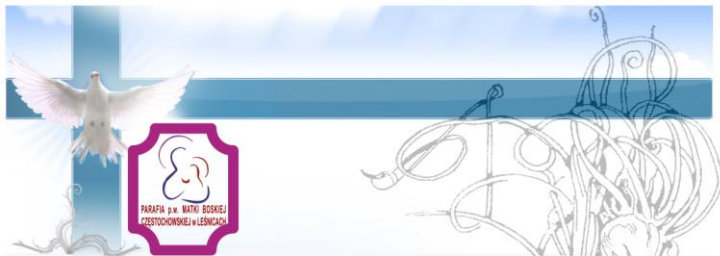 PARAFIA p.w. MATKI BOSKIEJ
CZĘSTOCHOWSKIEJ w LEŚNICACH